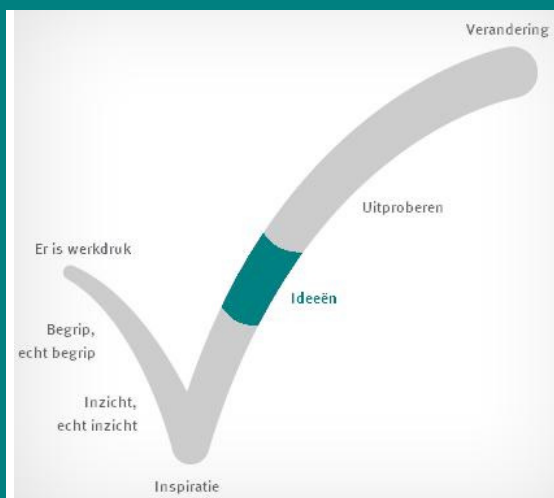 Verandering
Uitproberen
Er is werkdruk
Ideeën
Begrip,
echt begrip
Inzicht,
echt inzicht
Inspiratie